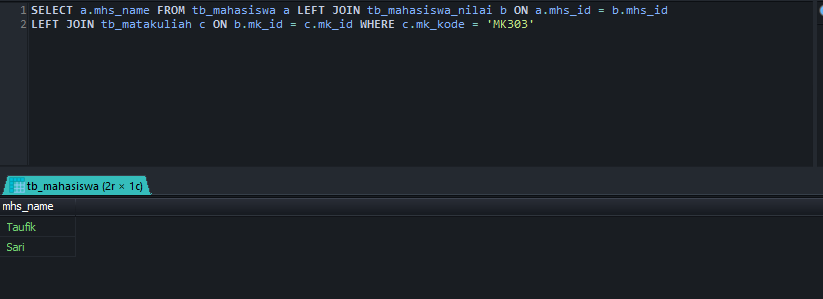 1 SELECT a.mhs_name FROM tb_mahasiswa a LEFT JOIN tb_mahasiswa_nilai b ON a.mhs_id = b.mhs_id
2 LEFT JOIN tb_matakuliah c ON b.mk_id = c.mk_id WHERE c.mk_kode = 'MK303'
tb_mahasiswa (2r × 1c)
mhs_name
Taufik
Sari